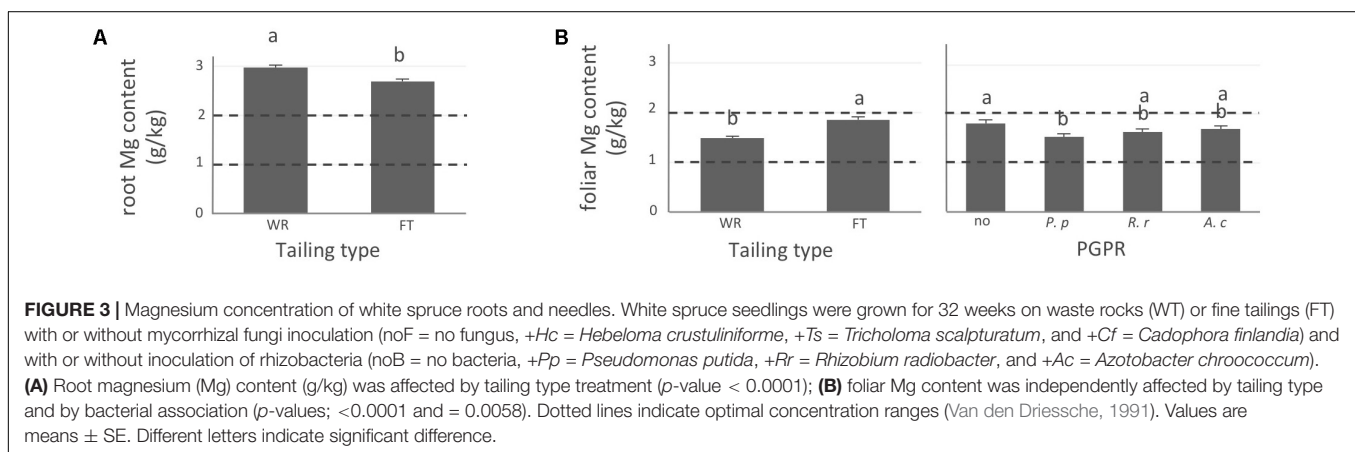 A
root Mg content
(g/kg)
3
2
1
0
a
b
WR
FT
Tailing type
B
foliar Mg content
(g/kg)
3
2
1
0
b
a
WR
FT
Tailing type
a
b
a
b
a
b
no
P. p
R. r
A. c
PGPR
FIGURE 3 | Magnesium concentration of white spruce roots and needles. White spruce seedlings were grown for 32 weeks on waste rocks (WT) or fine tailings (FT)
with or without mycorrhizal fungi inoculation (noF = no fungus, +Hc = Hebeloma crustuliniforme, +Ts = Tricholoma scalpturatum, and +Cf = Cadophora finlandia) and
with or without inoculation of rhizobacteria (noB = no bacteria, +Pp = Pseudomonas putida, +Rr = Rhizobium radiobacter, and +Ac = Azotobacter chroococcum).
(A) Root magnesium (Mg) content (g/kg) was affected by tailing type treatment (p-value < 0.0001); (B) foliar Mg content was independently affected by tailing type
and by bacterial association (p-values; <0.0001 and = 0.0058). Dotted lines indicate optimal concentration ranges (Van den Driessche, 1991). Values are
means ± SE. Different letters indicate significant difference.